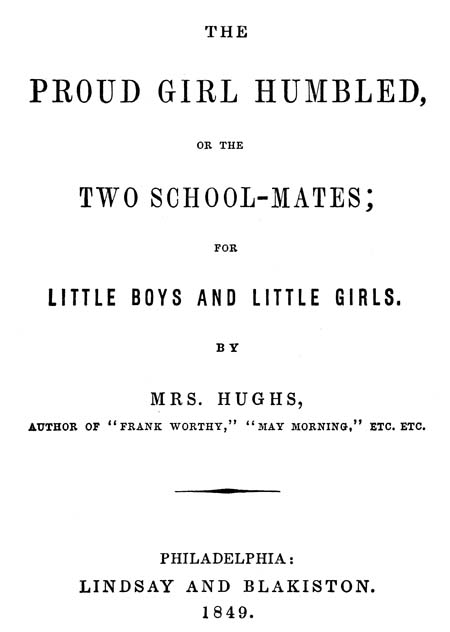 THE
PROUD GIRL HUMBLED,
OR THE
TWO SCHOOL-MATES;
FOR
LITTLE BOYS AND LITTLE GIRLS.
BY
MRS. HUGHS,
AUTHOR OF "FRANK WORTHY," "MAY MORNING," ETC. ETC.
PHILADELPHIA:
LINDSAY AND BLAKISTON.
1849.